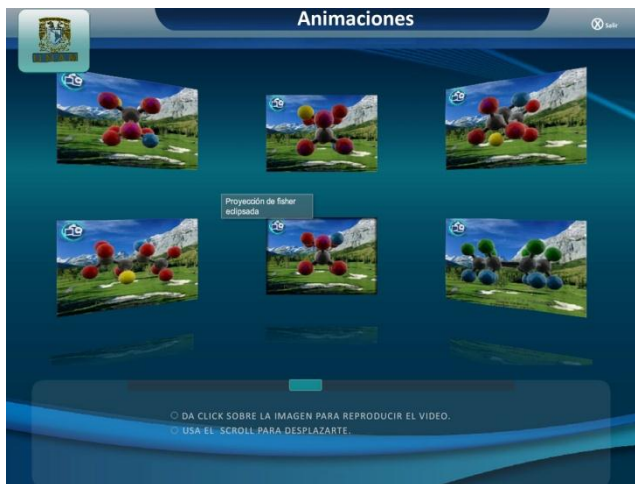 Animaciones
Salir
Proyección de fisher
eclipsada
DA CLICK SOBRE LA IMAGEN PARA REPRODUCIR EL VIDEO.
USA EL SCROLL PARA DESPLAZARTE.